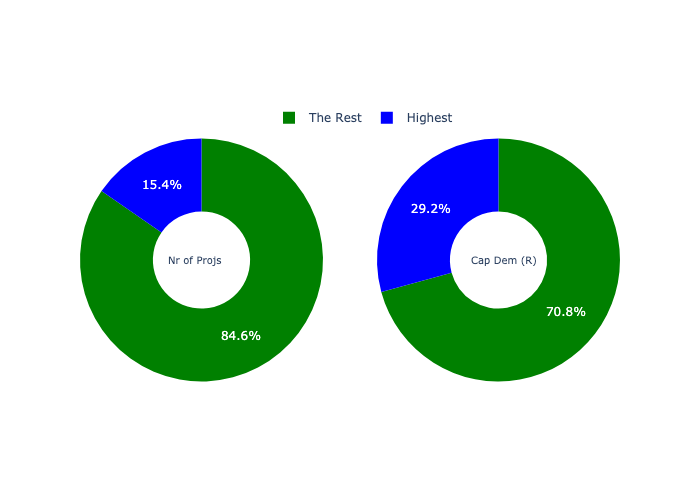 The Rest Highest
15.4%
84.6%
Nr of Projs
29.2%
70.8%
Cap Dem (R)